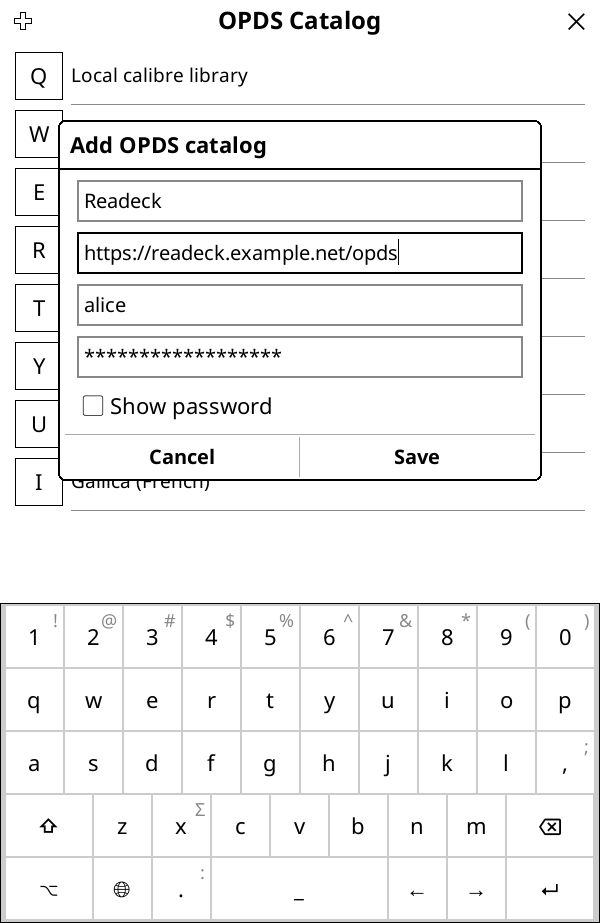 OPDS Catalog
Q Local calibre library
W
Add OPDS catalog
E
Readeck
R
https://readeck.example.net/opds
T
alice
Y
******************
U
Show password
Cancel Save
I Gallica (French)
1 ! 2 @ 3 # 4 $ 5 % 6 ^ 7 & 8 * 9 ( 0 )
q w e r t y u i o p
a s d f g h j k l , ;
z x Σ c v b n m
. : _ ← →